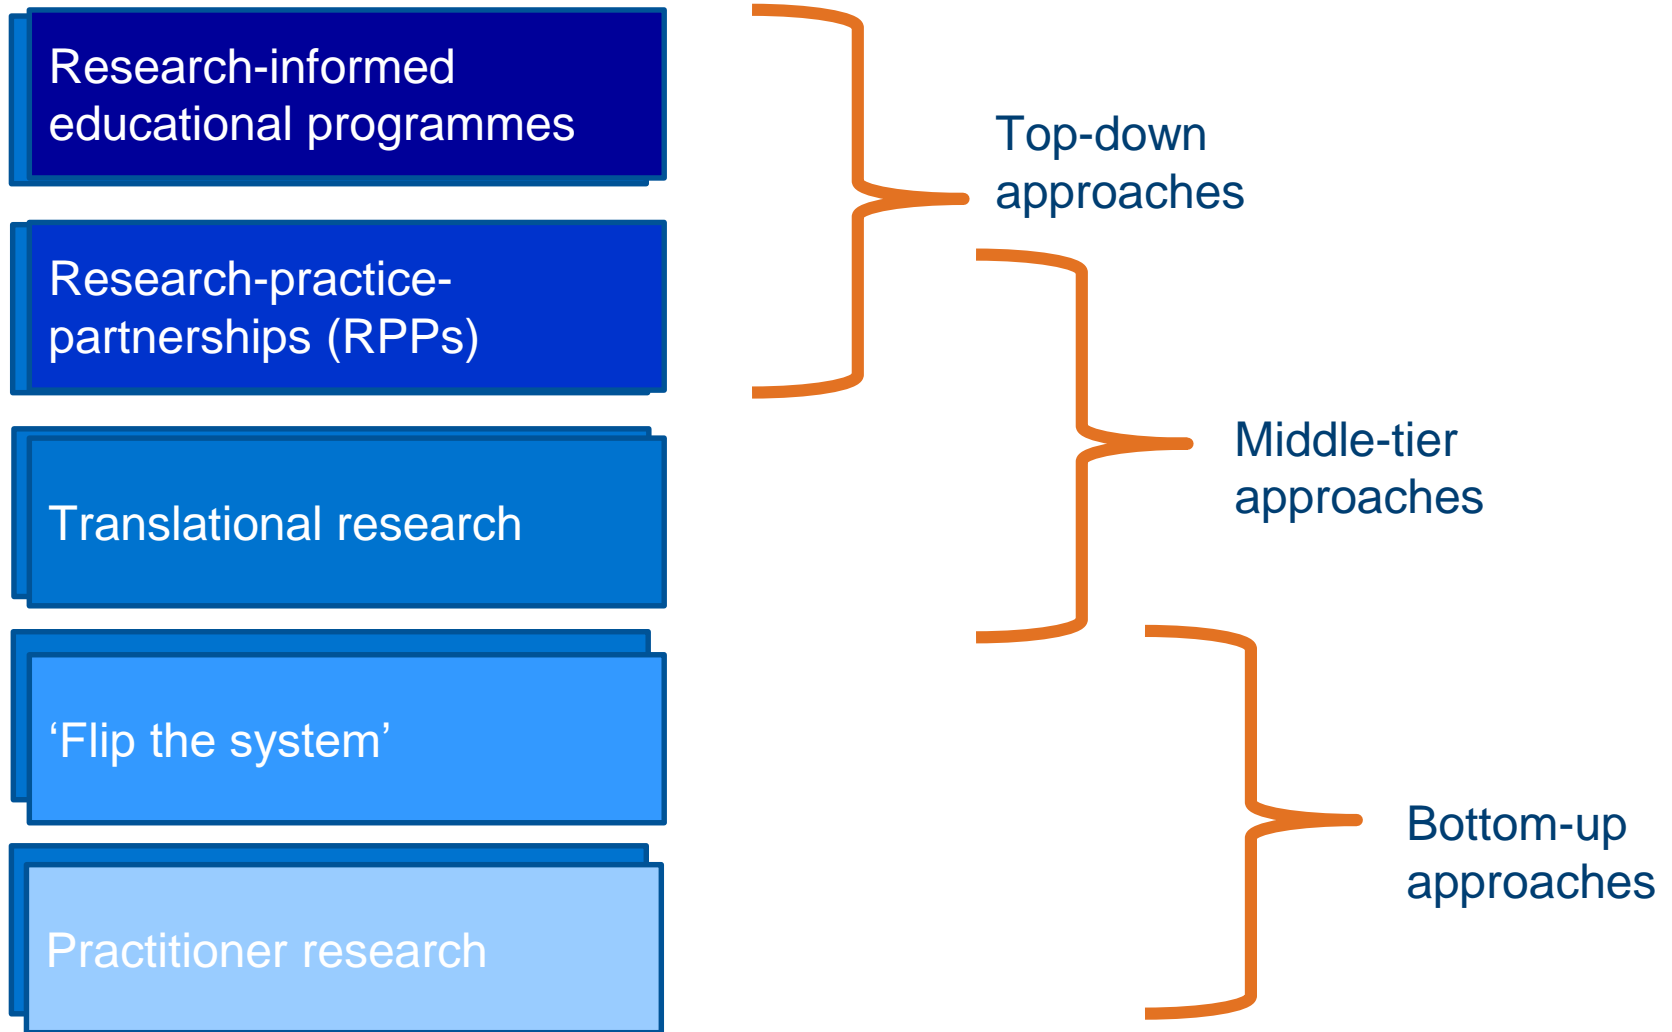 Research-informed
educational programmes
Top-down
approaches
Research-practice-
partnerships (RPPs)
Middle-tier
approaches
Translational research
‘Flip the system’
Bottom-up
approaches
Practitioner research